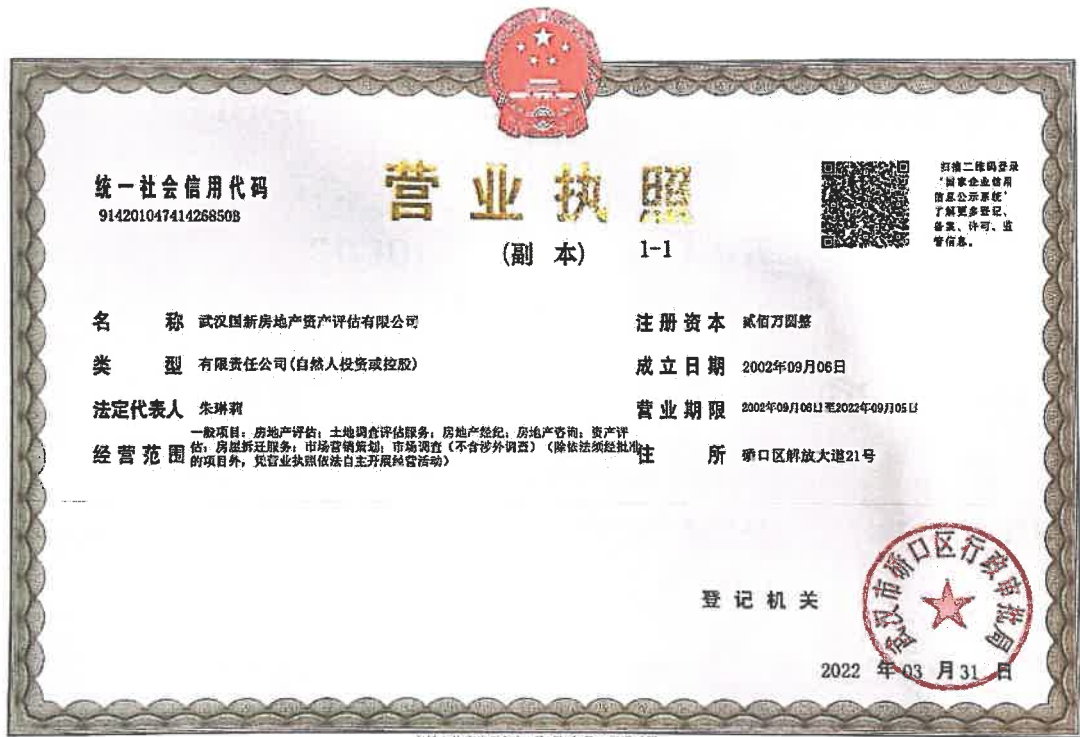 统一社会信用代码
91420104741426850B
营业执照
(副 本) 1-1
扫描二维码登录
“国家企业信用
信息公示系统”
了解更多登记、
备案、许可、监
管信息。
名 称 武汉国新房地产资产评估有限公司
类 型 有限责任公司(自然人投资或控股)
法定代表人 朱琳莉
经营范围 一般项目:房地产评估;土地调查评估服务;房地产经纪;房地产咨询;资产评
估;房屋拆迁服务;市场营销策划;市场调查(不含涉外调查)(除依法须经批准
的项目外,凭营业执照依法自主开展经营活动)
注册资本 贰佰万圆整
成立日期 2002年09月06日
营业期限 2002年09月06日至2022年09月05日
住 所 硚口区解放大道21号
登记机关
武汉市硚口区行政审批局
2022 年 03 月 31 日